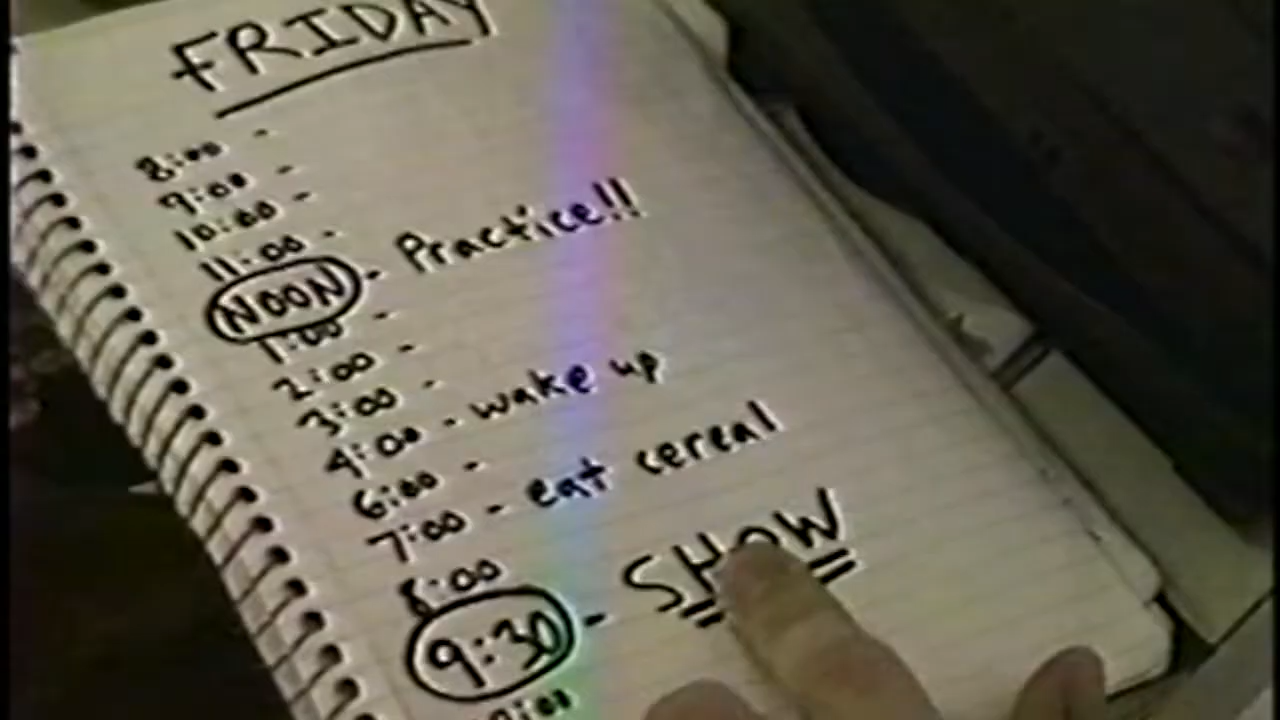 FRIDAY
8:00 -
9:00 -
10:00 -
11:00 -
NOON - Practice!!
1:00 -
2:00 -
3:00 -
4:00 - wake up
6:00 -
7:00 - eat cereal
8:00
9:30 - SHOW